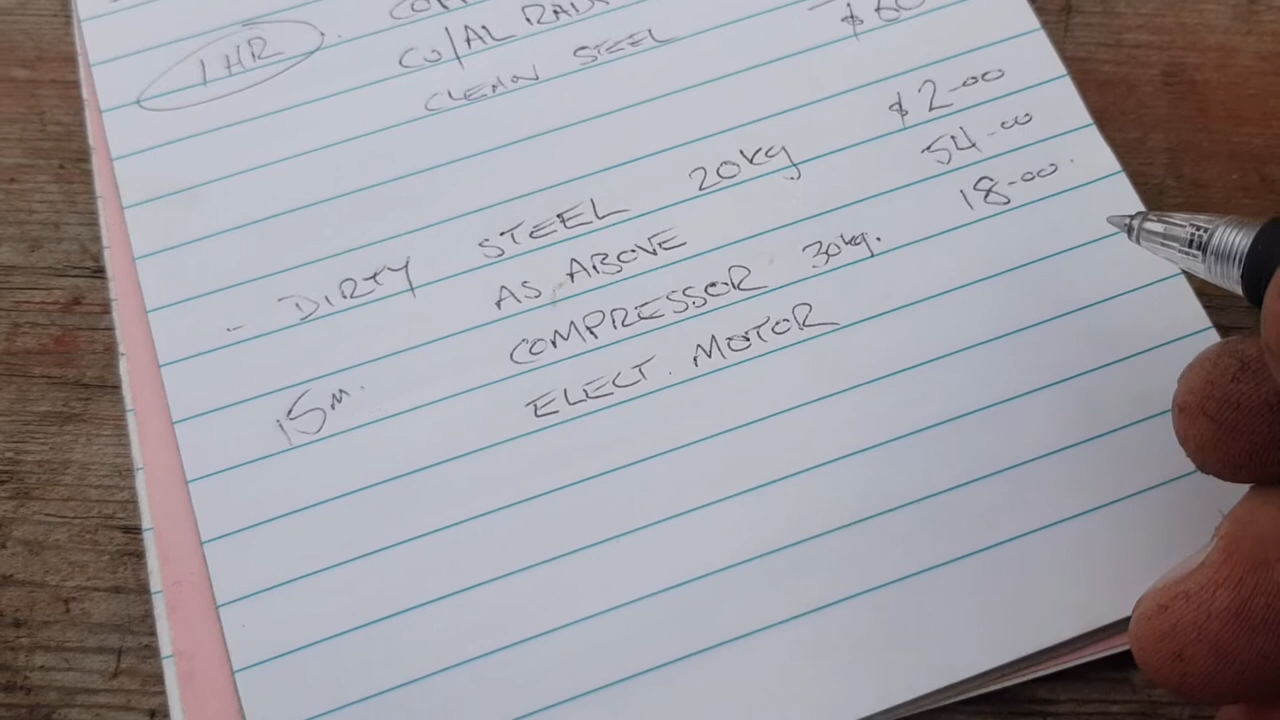 1HR
CU/AL
CLEAN STEEL
- DIRTY STEEL 20kg $2-00
AS ABOVE 54-00
15M. COMPRESSOR 30kg. 18-00.
ELECT. MOTOR